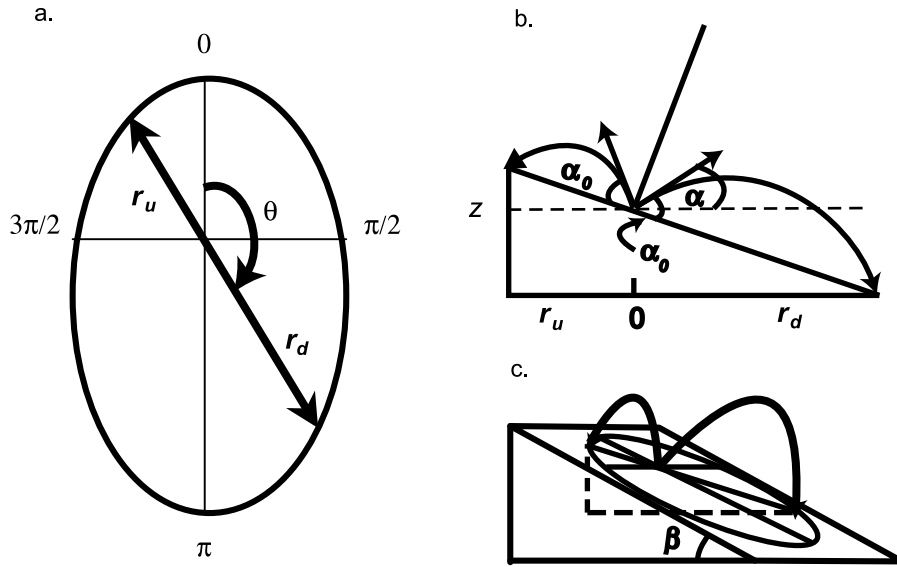 a.
0
r_u
θ
3π/2
π/2
r_d
π
b.
α₀
α
z
α₀
r_u
0
r_d
c.
β